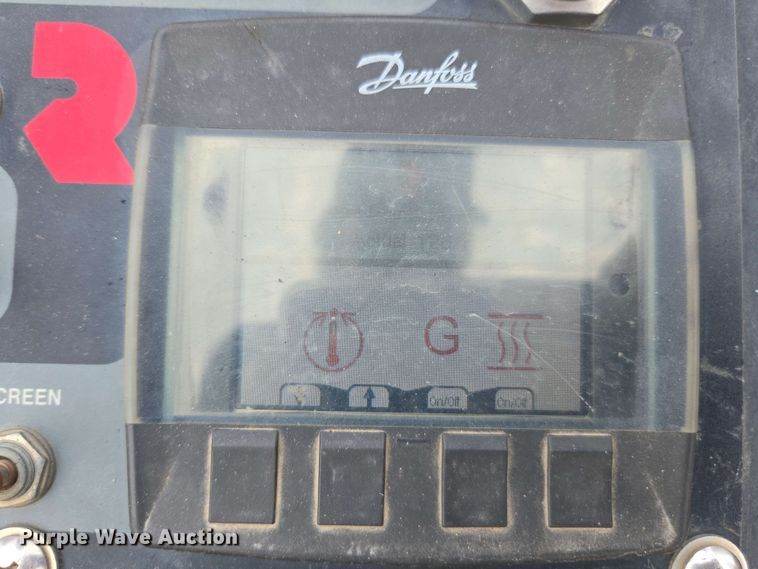 Danfoss
G
On/Off On/Off
CREEN
Purple Wave Auction